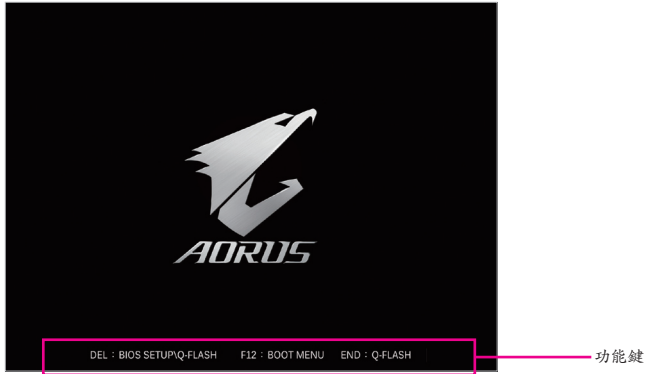 AORUS
DEL：BIOS SETUP\Q-FLASH F12：BOOT MENU END：Q-FLASH
功能鍵